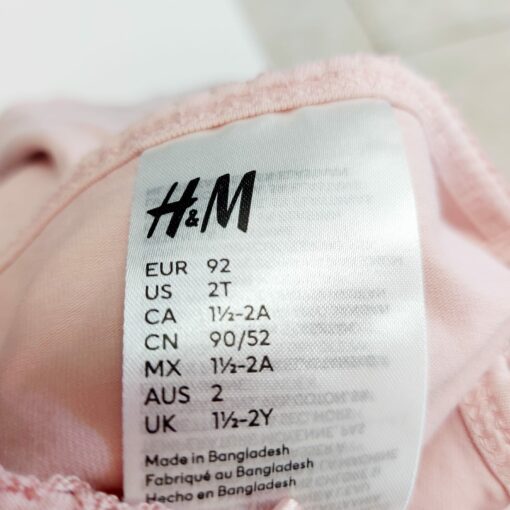 H&M
EUR 92
US 2T
CA 1½-2A
CN 90/52
MX 1½-2A
AUS 2
UK 1½-2Y
Made in Bangladesh
Fabriqué au Bangladesh
Hecho en Bangladesh